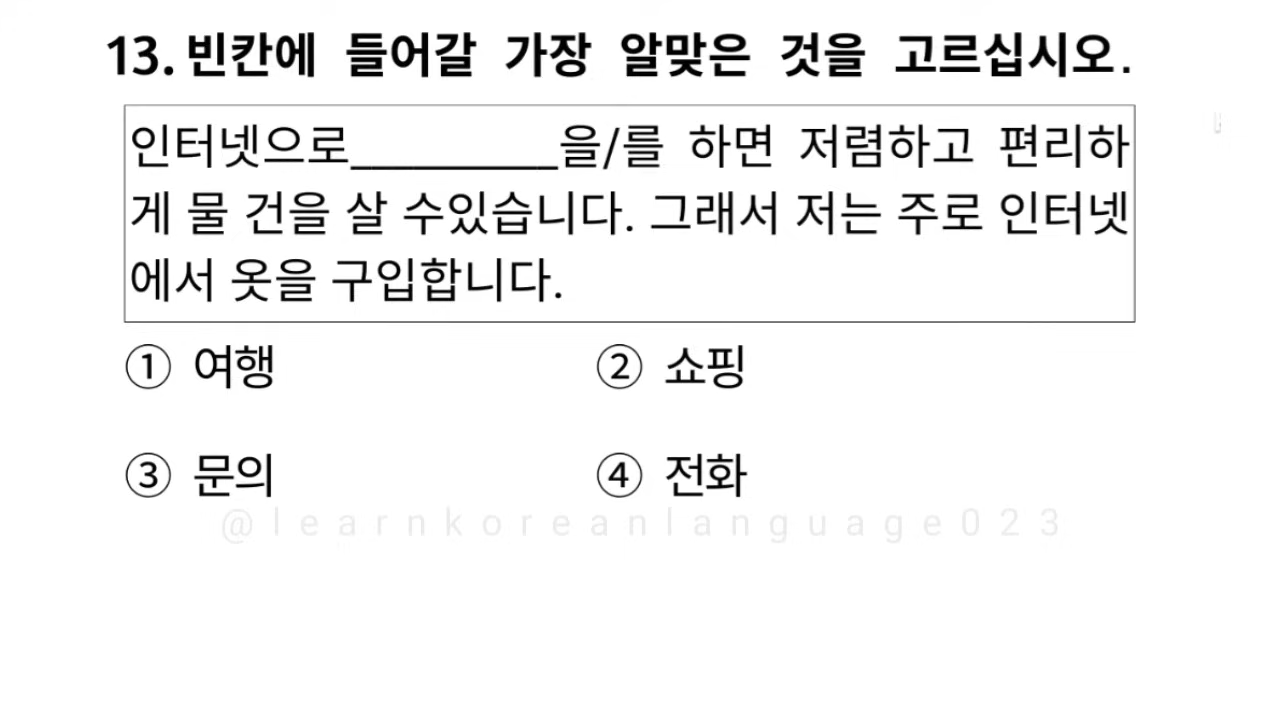 13. 빈칸에 들어갈 가장 알맞은 것을 고르십시오.
인터넷으로__________을/를 하면 저렴하고 편리하
게 물 건을 살 수있습니다. 그래서 저는 주로 인터넷
에서 옷을 구입합니다.
① 여행 ② 쇼핑
③ 문의 ④ 전화
@learnkoreanlanguage023